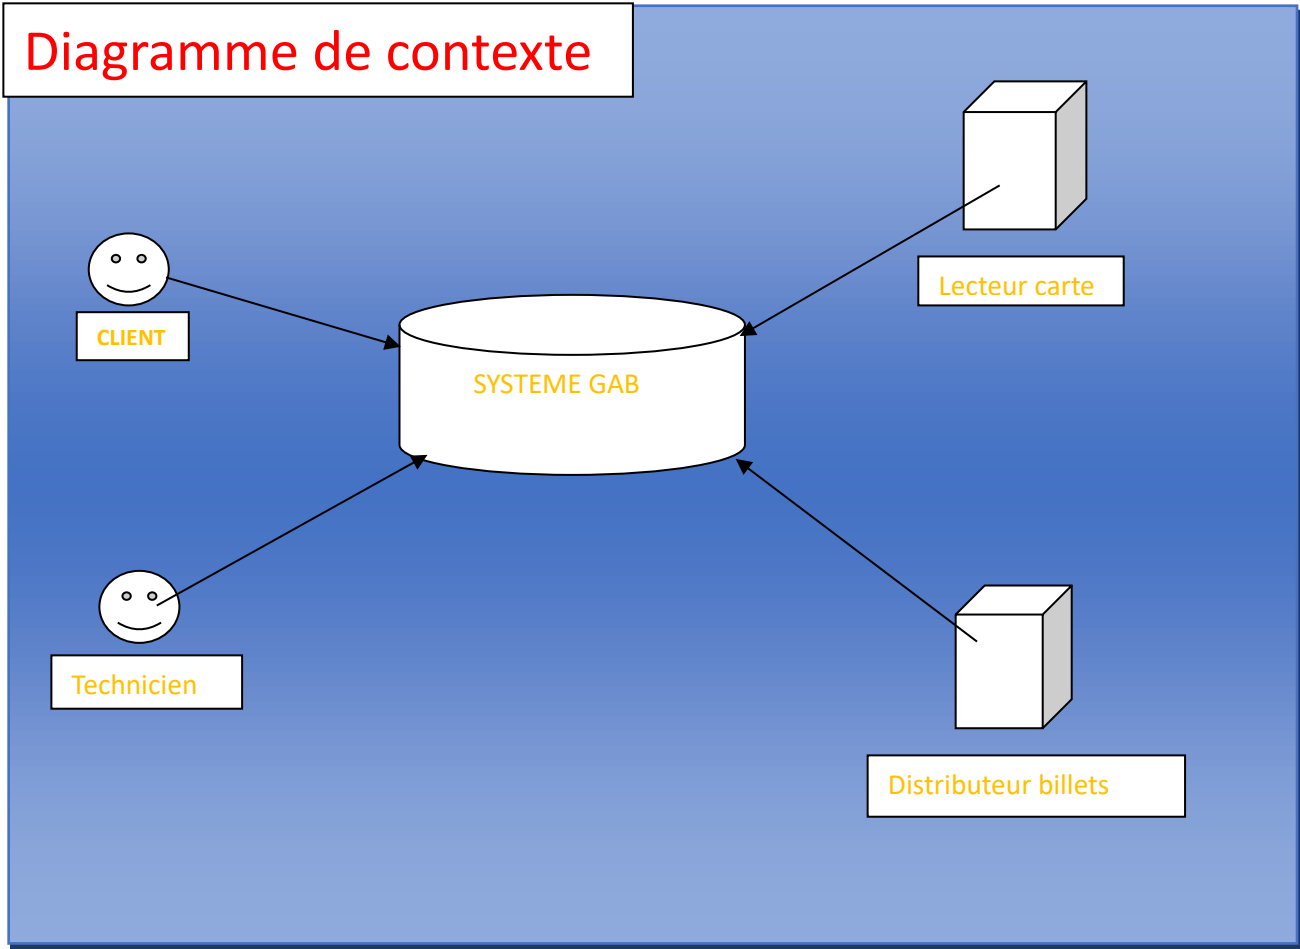 Diagramme de contexte
Lecteur carte
CLIENT
SYSTEME GAB
Technicien
Distributeur billets